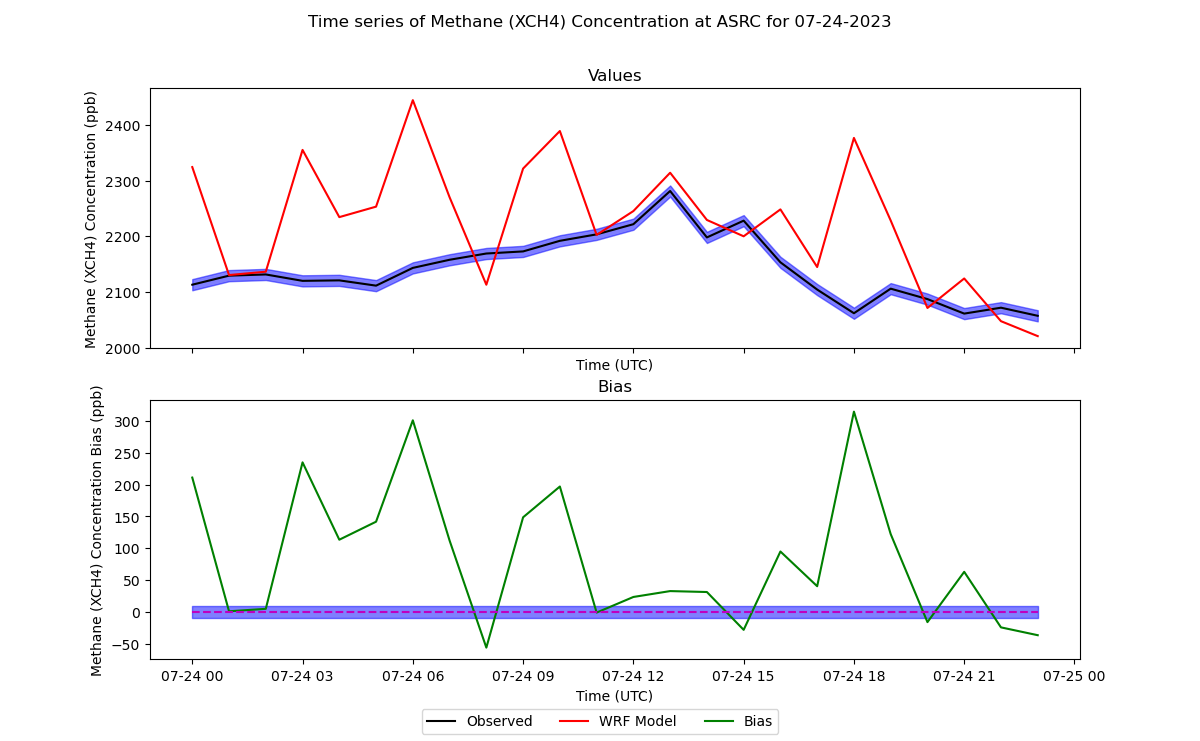 Time series of Methane (XCH4) Concentration at ASRC for 07-24-2023
Values
Methane (XCH4) Concentration (ppb)
2400
2300
2200
2100
2000
Time (UTC)
Bias
Methane (XCH4) Concentration Bias (ppb)
300
250
200
150
100
50
0
−50
07-24 00 07-24 03 07-24 06 07-24 09 07-24 12 07-24 15 07-24 18 07-24 21 07-25 00
Time (UTC)
Observed WRF Model Bias